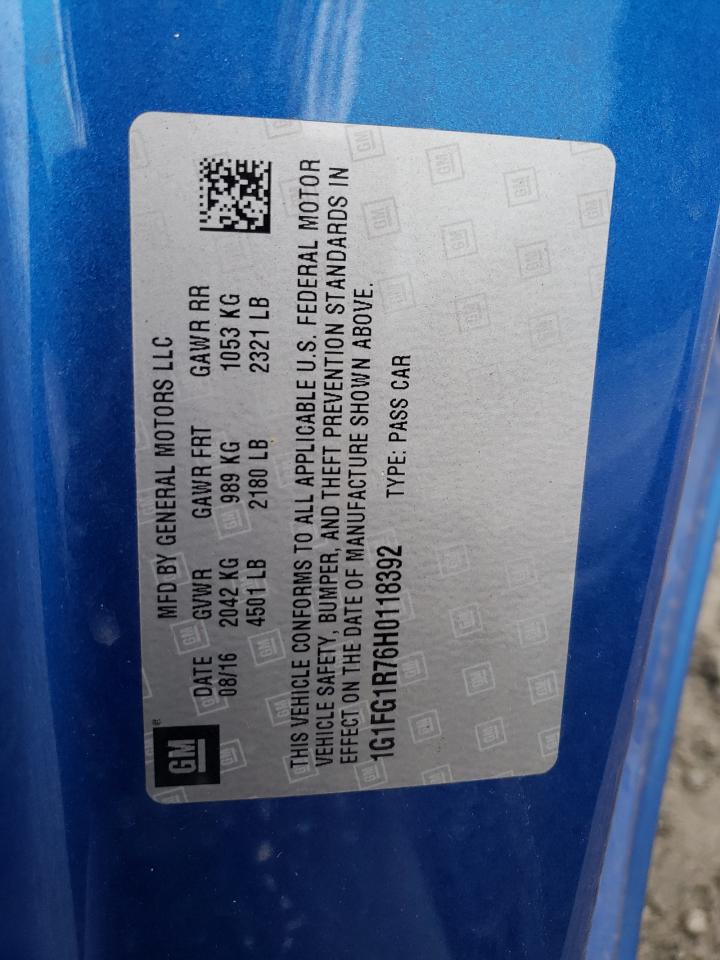 GM®
MFD BY GENERAL MOTORS LLC
DATE GVWR GAWR FRT GAWR RR
08/16 2042 KG 989 KG 1053 KG
4501 LB 2180 LB 2321 LB
THIS VEHICLE CONFORMS TO ALL APPLICABLE U.S. FEDERAL MOTOR
VEHICLE SAFETY, BUMPER, AND THEFT PREVENTION STANDARDS IN
EFFECT ON THE DATE OF MANUFACTURE SHOWN ABOVE.
1G1FG1R76H0118392 TYPE: PASS CAR